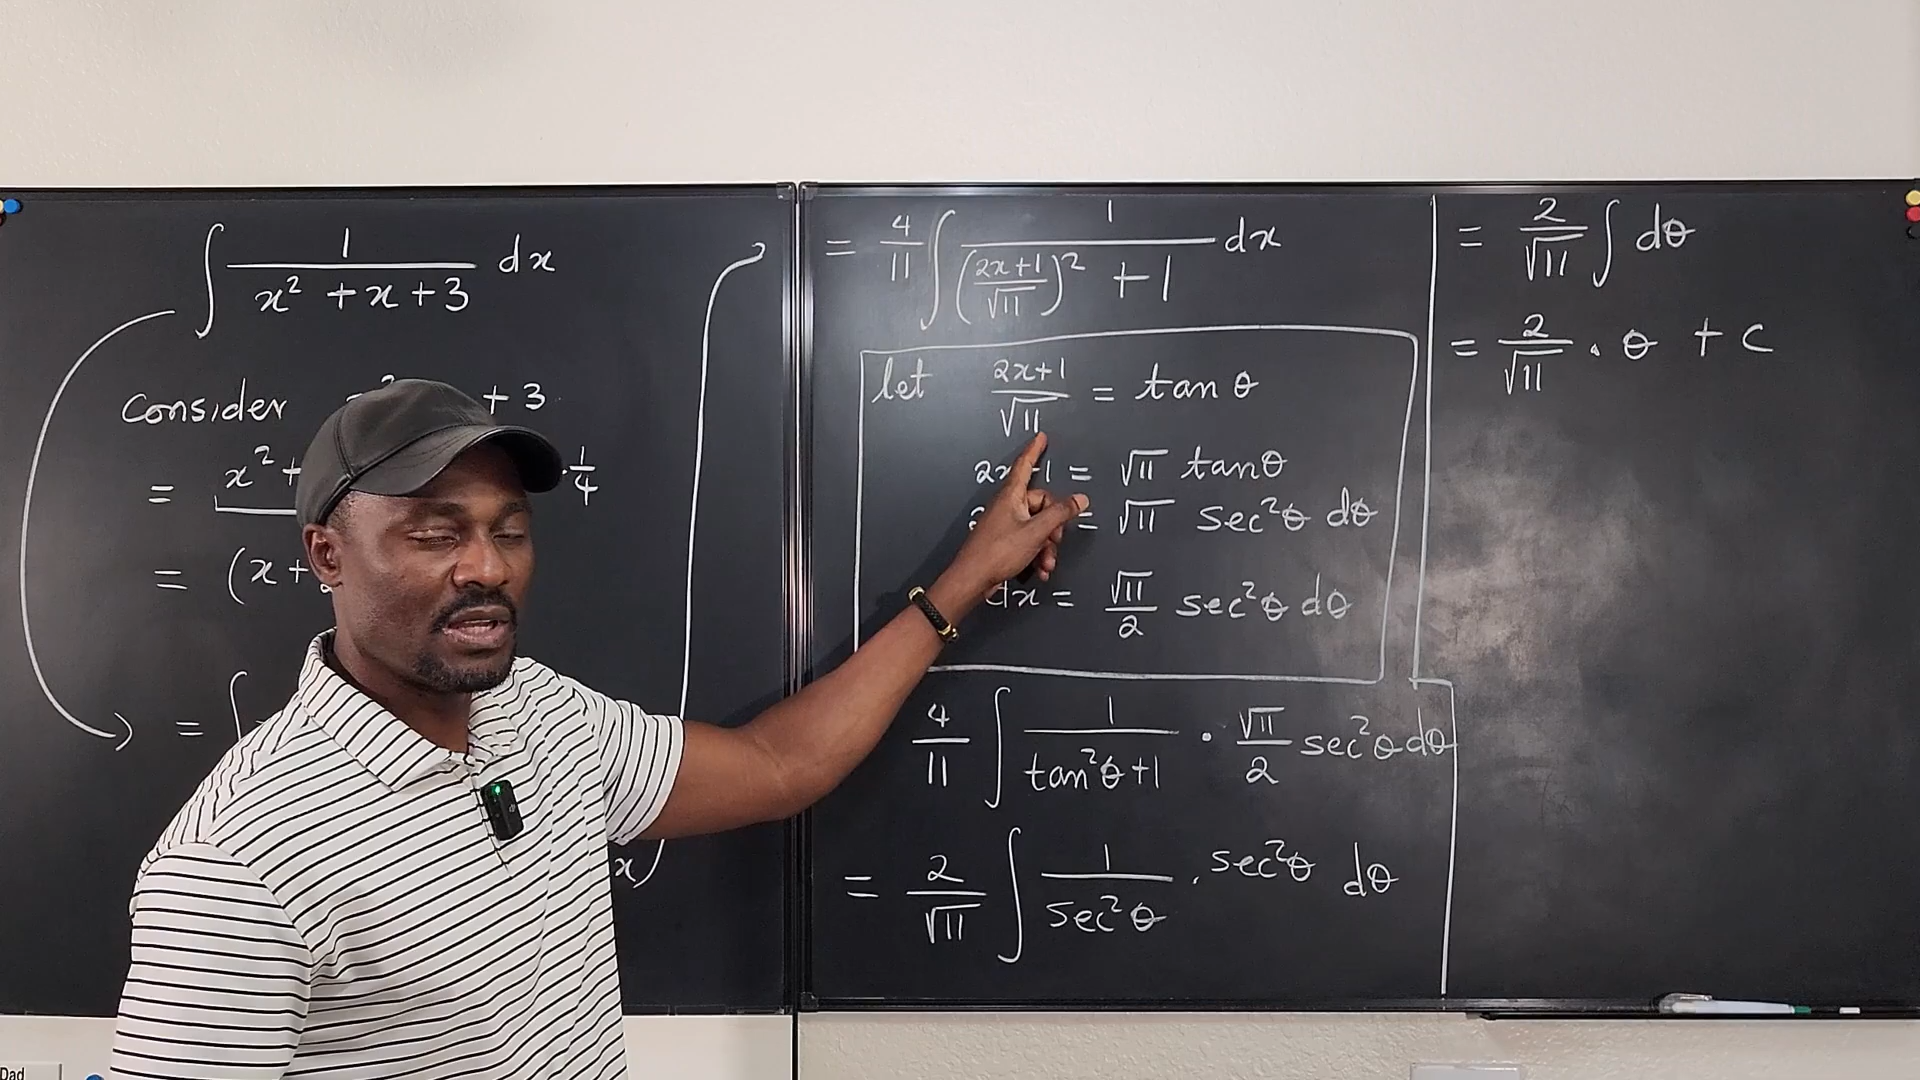 ∫ 1/(x² + x + 3) dx
Consider + 3
= x² + · 1/4
= (x +
= ∫
x)
= 4/11 ∫ 1/(((2x+1)/√11)² + 1) dx
let (2x+1)/√11 = tan θ
= √11 tanθ
= √11 sec²θ dθ
dx = √11/2 sec²θ dθ
4/11 ∫ 1/(tan²θ+1) · √11/2 sec²θ dθ
= 2/√11 ∫ 1/sec²θ · sec²θ dθ
= 2/√11 ∫ dθ
= 2/√11 · θ + c
Dad